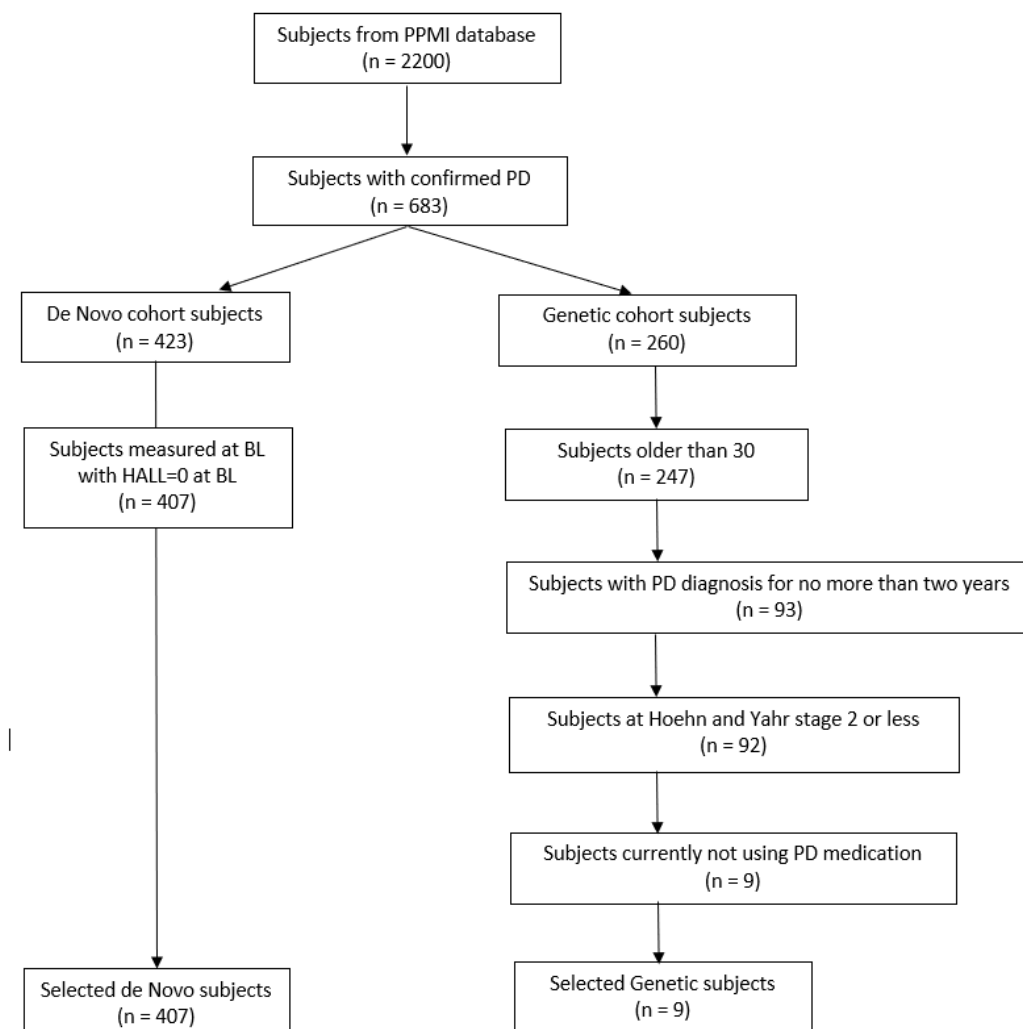 Subjects from PPMI database
(n = 2200)
Subjects with confirmed PD
(n = 683)
De Novo cohort subjects
(n = 423)
Genetic cohort subjects
(n = 260)
Subjects measured at BL
with HALL=0 at BL
(n = 407)
Subjects older than 30
(n = 247)
Subjects with PD diagnosis for no more than two years
(n = 93)
Subjects at Hoehn and Yahr stage 2 or less
(n = 92)
Subjects currently not using PD medication
(n = 9)
Selected de Novo subjects
(n = 407)
Selected Genetic subjects
(n = 9)